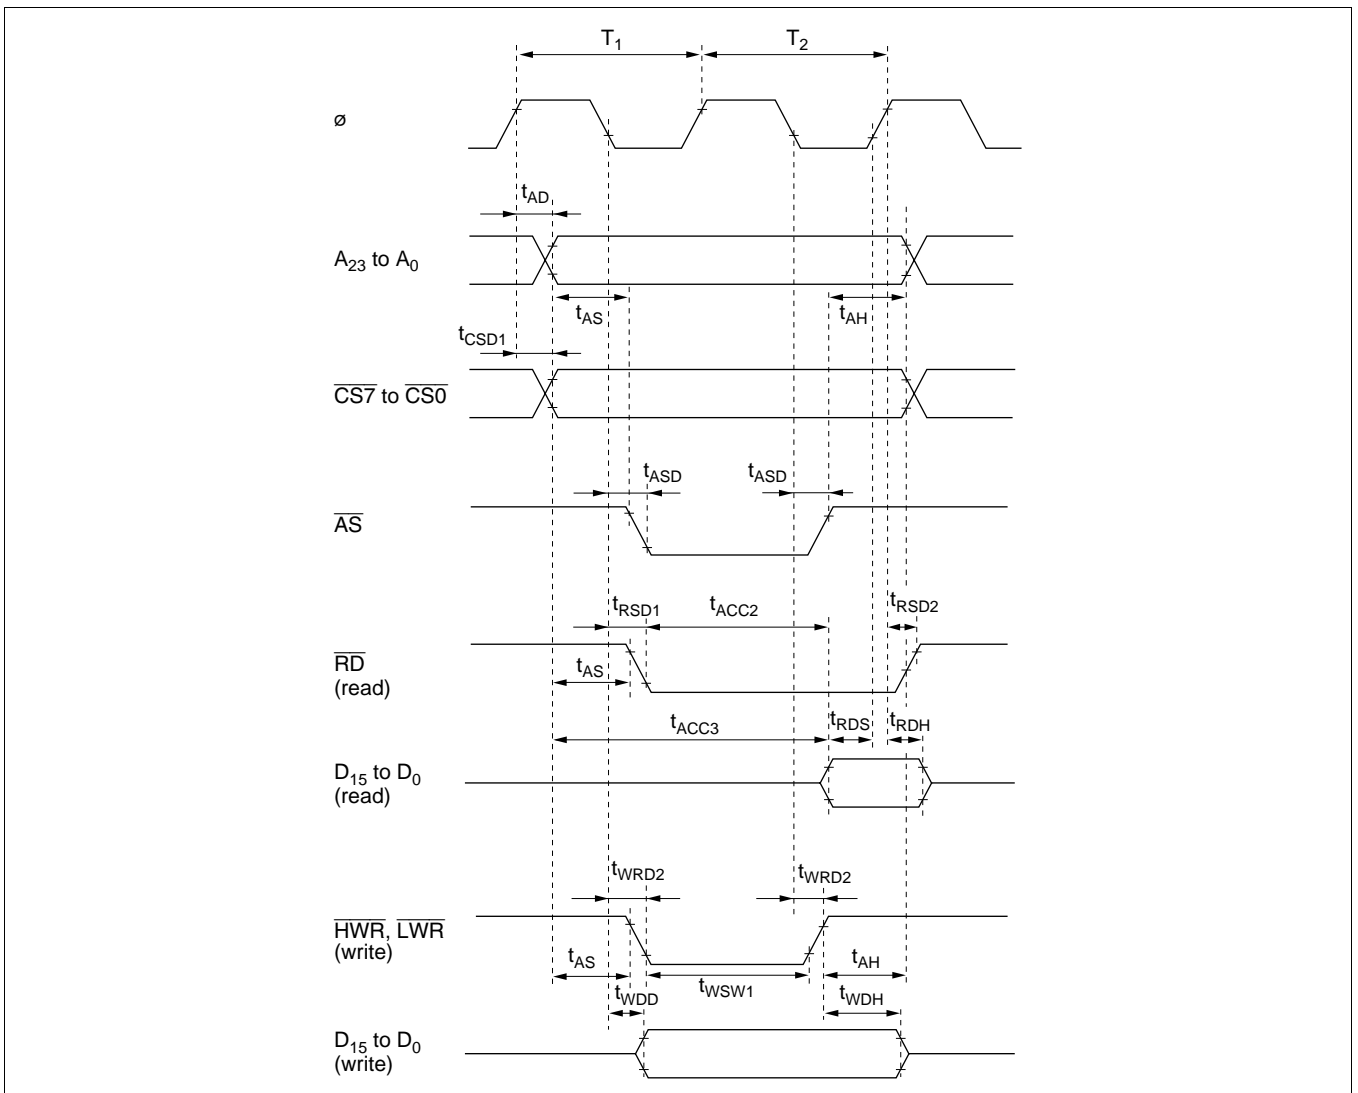 T1 T2
ø
tAD
A23 to A0
tAS tAH
tCSD1
CS7 to CS0
tASD tASD
AS
tRSD1 tACC2 tRSD2
RD
(read)
tAS
tACC3 tRDS tRDH
D15 to D0
(read)
tWRD2 tWRD2
HWR, LWR
(write)
tAS tAH
tWSW1
tWDD tWDH
D15 to D0
(write)